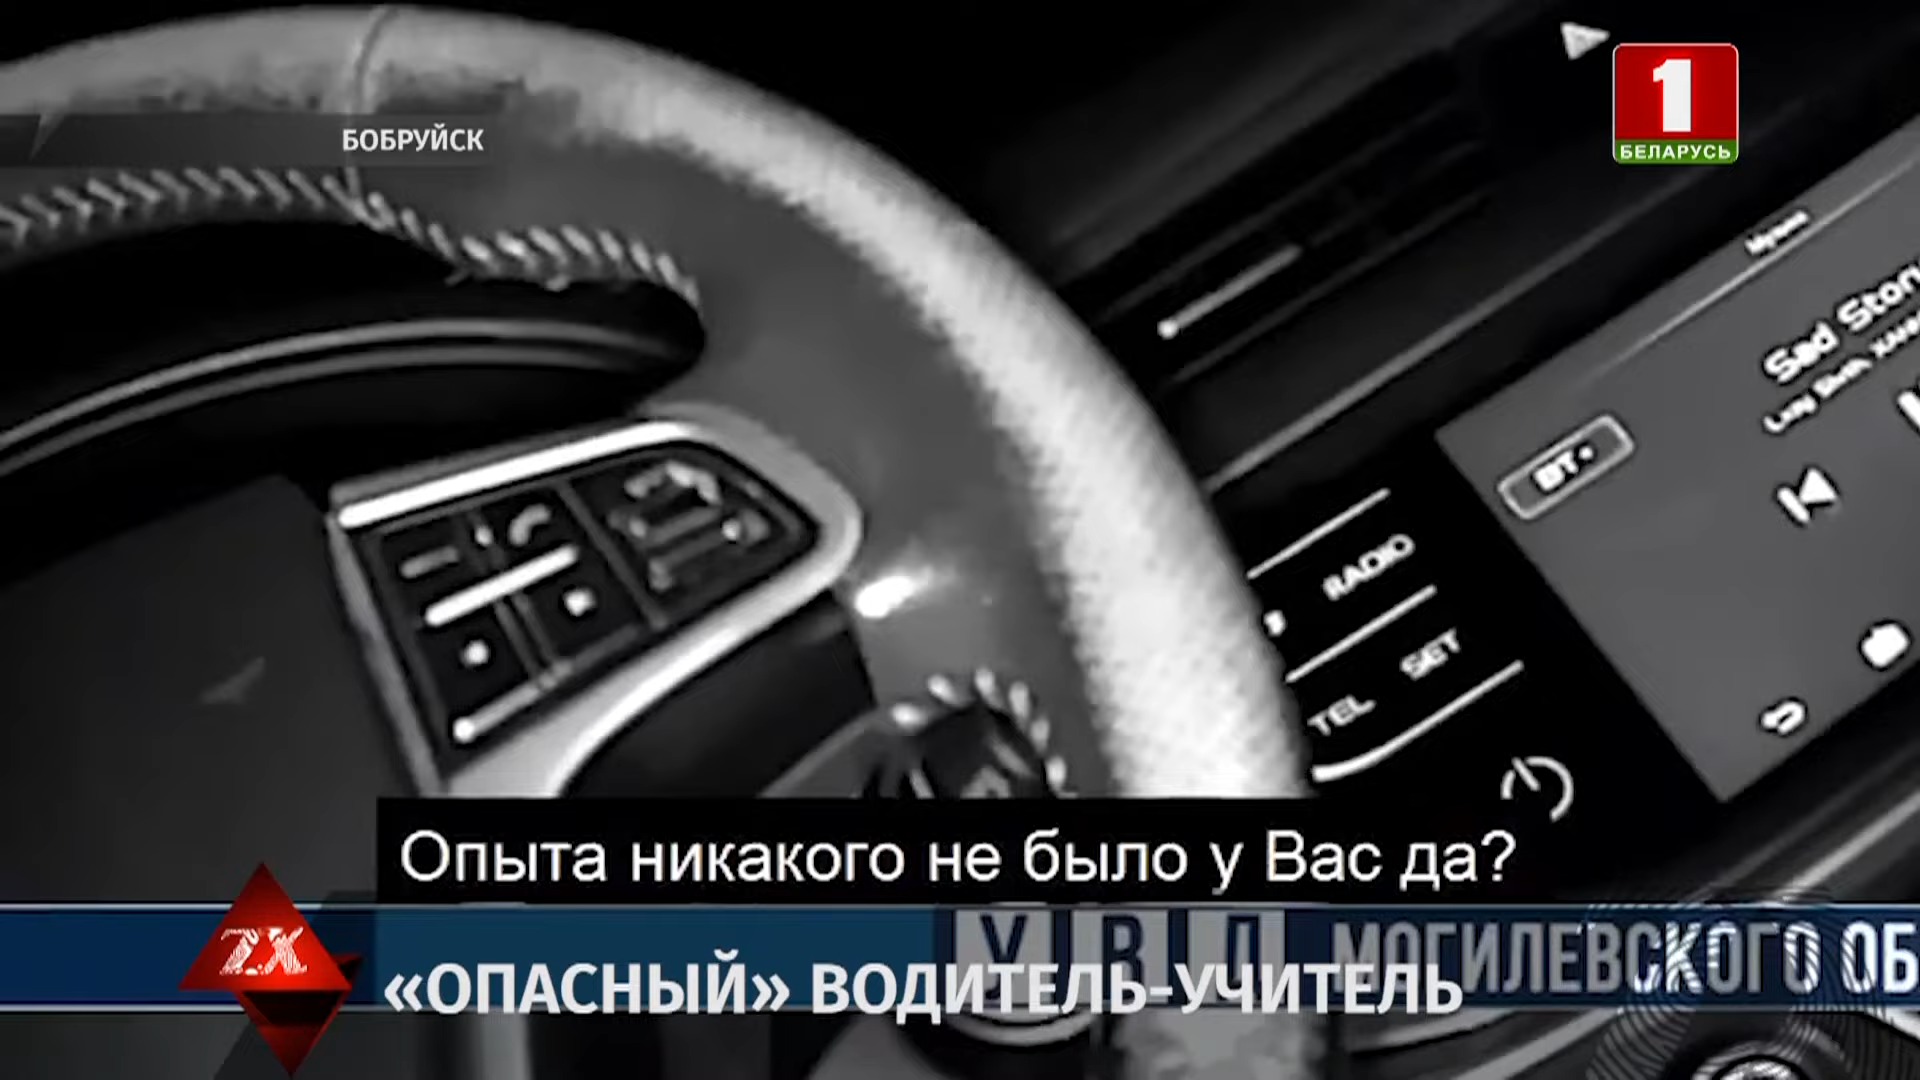 1
БЕЛАРУСЬ
БОБРУЙСК
Sad Stor
BT
RADIO
SET
TEL
Опыта никакого не было у Вас да?
ZX
УВД МОГИЛЕВСКОГО ОБ
«ОПАСНЫЙ» ВОДИТЕЛЬ-УЧИТЕЛЬ